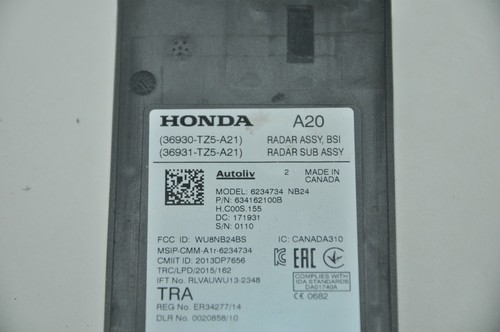 HONDA A20
(36930-TZ5-A21) RADAR ASSY, BSI
(36931-TZ5-A21) RADAR SUB ASSY
Autoliv 2 MADE IN CANADA
MODEL: 6234734 NB24
P/N: 634162100B
H.C00S.155
DC: 171931
S/N: 0110
FCC ID: WU8NB24BS IC: CANADA310
MSIP-CMM-A1r-6234734
CMIIT ID: 2013DP7656
TRC/LPD/2015/162
IFT No. RLVAUWU13-2348
TRA
REG No: ER34277/14
DLR No: 0020858/10
EAC
COMPLIES WITH
IDA STANDARDS
DA01740A
CE 0682